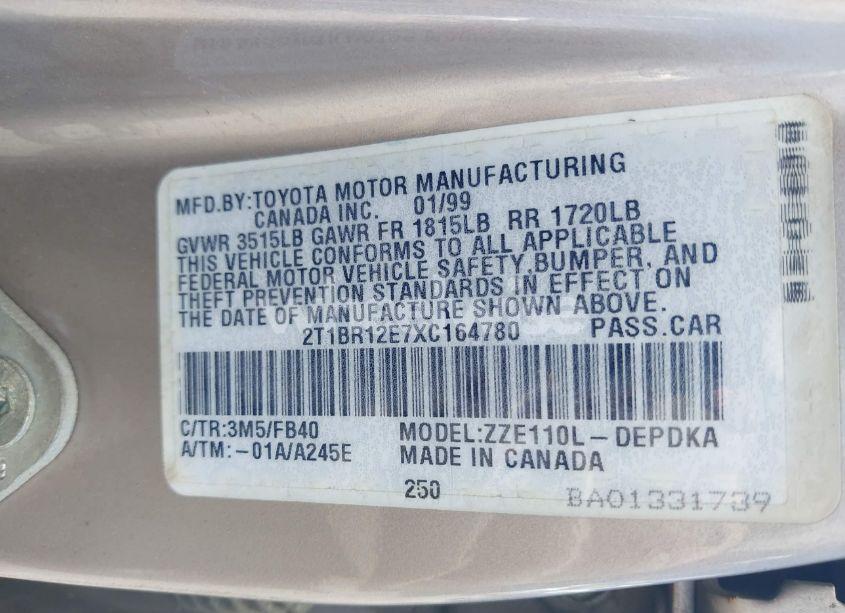 MFD.BY:TOYOTA MOTOR MANUFACTURING
CANADA INC. 01/99
GVWR 3515LB GAWR FR 1815LB RR 1720LB
THIS VEHICLE CONFORMS TO ALL APPLICABLE
FEDERAL MOTOR VEHICLE SAFETY,BUMPER, AND
THEFT PREVENTION STANDARDS IN EFFECT ON
THE DATE OF MANUFACTURE SHOWN ABOVE.
2T1BR12E7XC164780 PASS.CAR
C/TR:3M5/FB40 MODEL:ZZE110L-DEPDKA
A/TM:-01A/A245E MADE IN CANADA
250 BA01331739